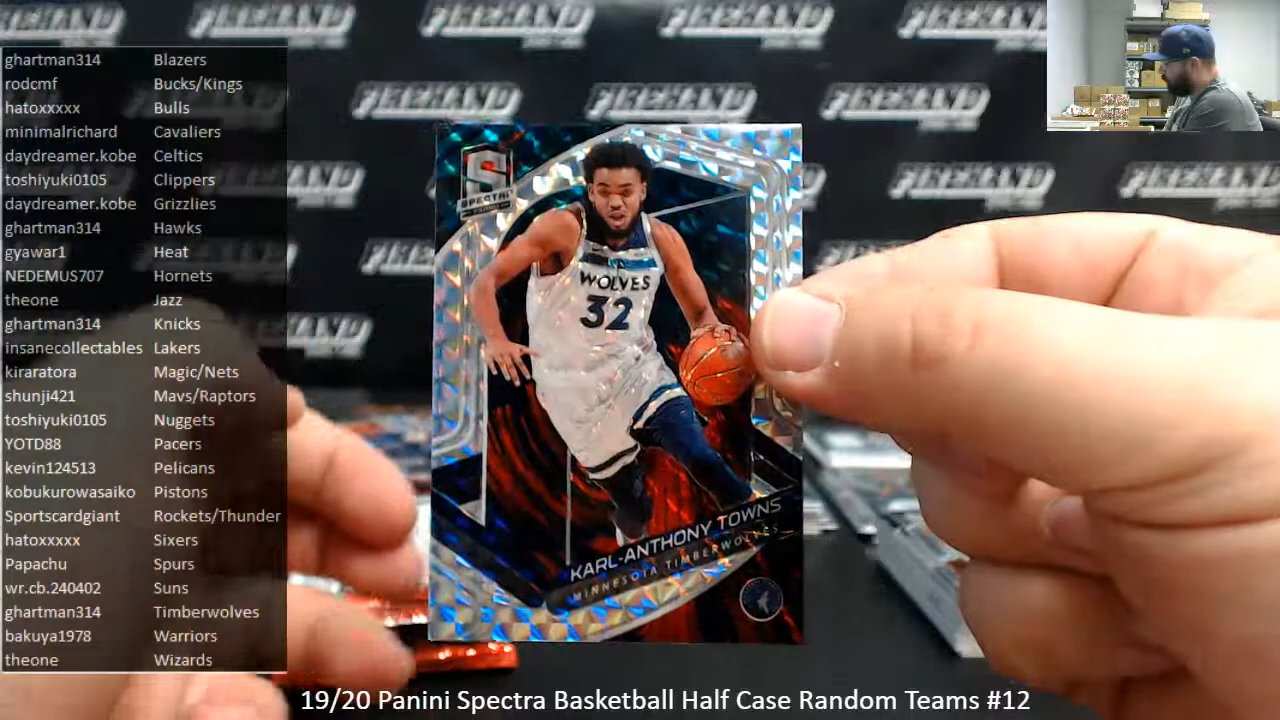 ghartman314 Blazers
rodcmf Bucks/Kings
hatoxxxxx Bulls
minimalrichard Cavaliers
daydreamer.kobe Celtics
toshiyuki0105 Clippers
daydreamer.kobe Grizzlies
ghartman314 Hawks
gyawar1 Heat
NEDEMUS707 Hornets
theone Jazz
ghartman314 Knicks
insanecollectables Lakers
kiraratora Magic/Nets
shunji421 Mavs/Raptors
toshiyuki0105 Nuggets
YOTD88 Pacers
kevin124513 Pelicans
kobukurowasaiko Pistons
Sportscardgiant Rockets/Thunder
hatoxxxxx Sixers
Papachu Spurs
wr.cb.240402 Suns
ghartman314 Timberwolves
bakuya1978 Warriors
theone Wizards
FIREHAND
S
SPECTRA
WOLVES
32
KARL-ANTHONY TOWNS
MINNESOTA TIMBERWOLVES
19/20 Panini Spectra Basketball Half Case Random Teams #12